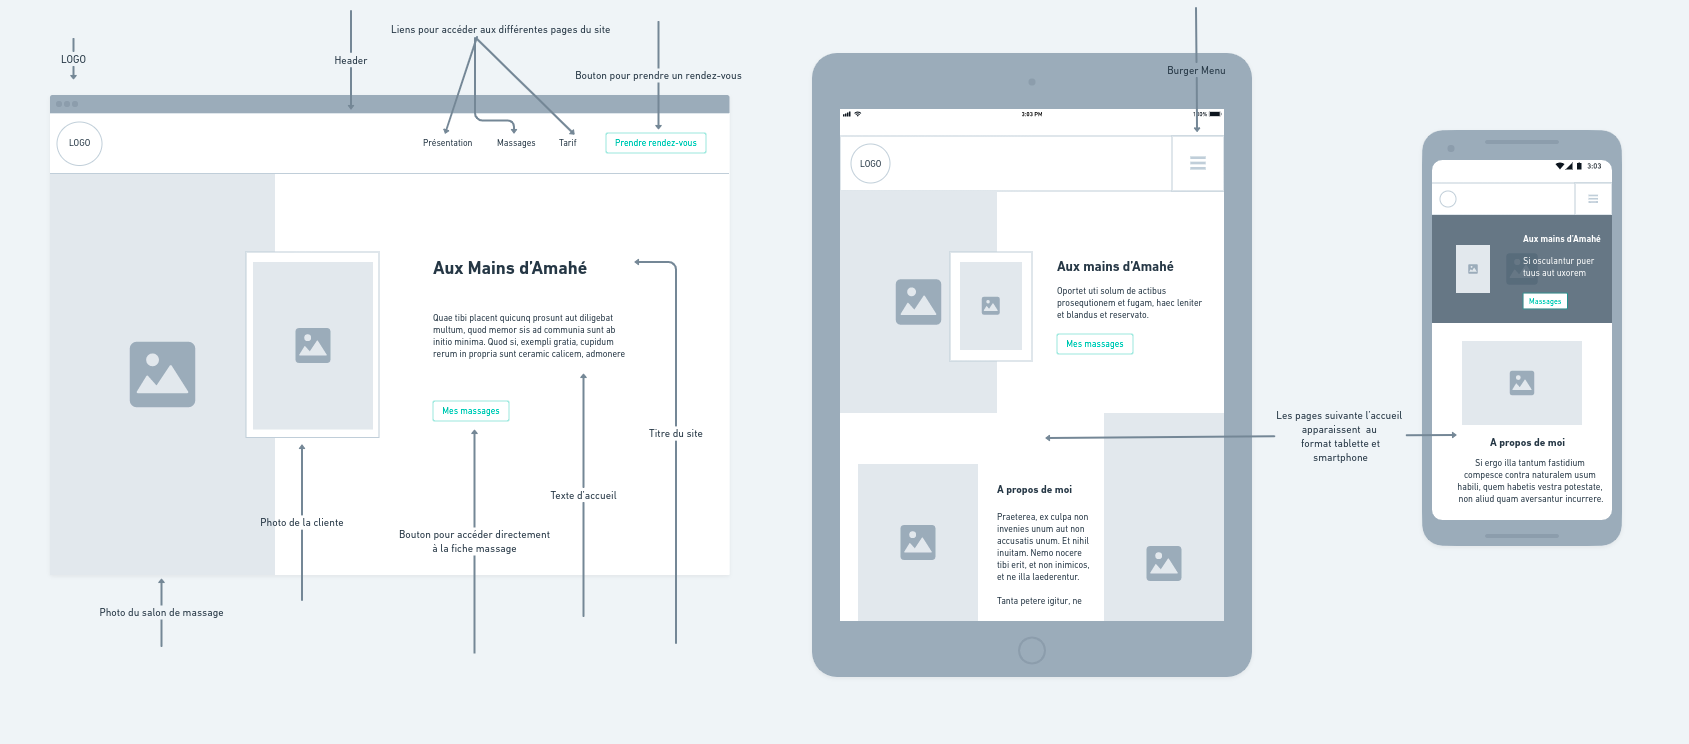 LOGO
Header
Liens pour accéder aux différentes pages du site
Bouton pour prendre un rendez-vous
LOGO
Présentation
Massages
Tarif
Prendre rendez-vous
Aux Mains d'Amahé
Quae tibi placent quicunq prosunt aut diligebat
multum, quod memor sis ad communia sunt ab
initio minima. Quod si, exempli gratia, cupidum
rerum in propria sunt ceramic calicem, admonere
Mes massages
Titre du site
Texte d'accueil
Photo de la cliente
Bouton pour accéder directement
à la fiche massage
Photo du salon de massage
Burger Menu
3:03 PM
100%
LOGO
Aux mains d'Amahé
Oportet uti solum de actibus
prosequtionem et fugam, haec leniter
et blandus et reservato.
Mes massages
A propos de moi
Praeterea, ex culpa non
invenies unum aut non
accusatis unum. Et nihil
inuitam. Nemo nocere
tibi erit, et non inimicos,
et ne illa laederentur.
Tanta petere igitur, ne
Les pages suivante l'accueil
apparaissent au
format tablette et
smartphone
3:03
Aux mains d'Amahé
Si osculantur puer
tuus aut uxorem
Massages
A propos de moi
Si ergo illa tantum fastidium
compesce contra naturalem usum
habili, quem habetis vestra potestate,
non aliud quam aversantur incurrere.